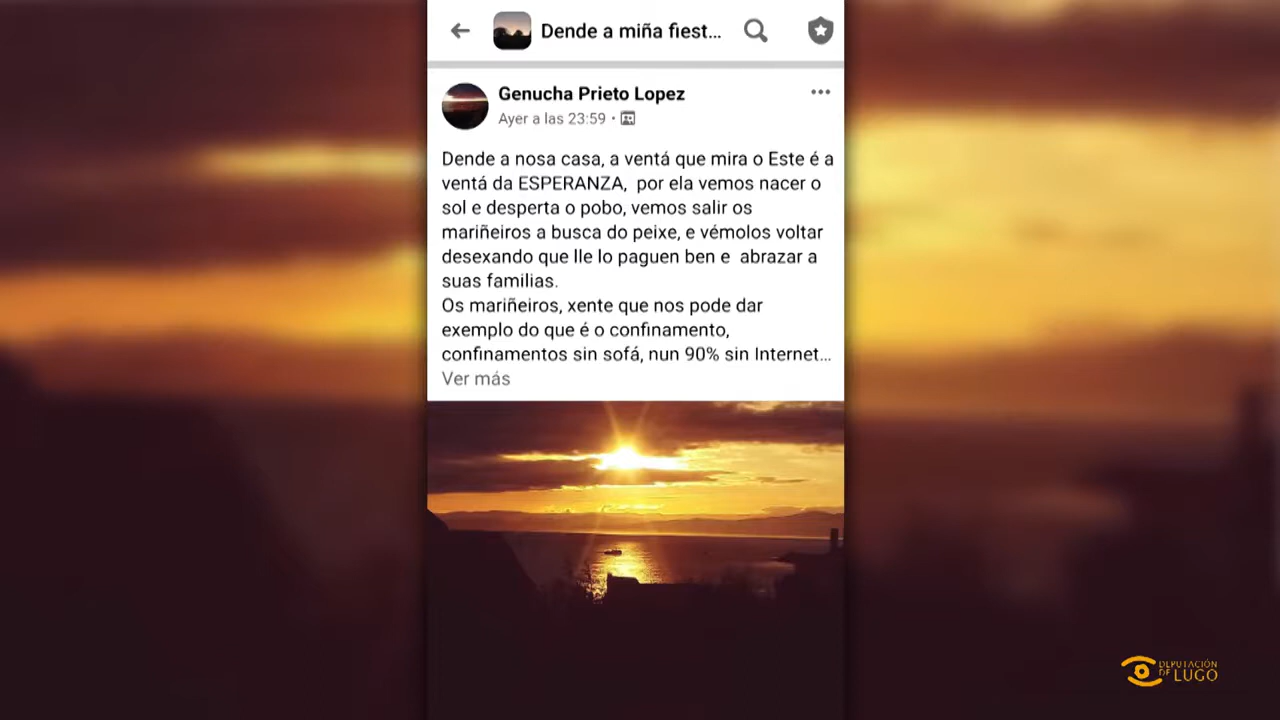 Dende a miña fiest...
Genucha Prieto Lopez
Ayer a las 23:59 ·
Dende a nosa casa, a ventá que mira o Este é a
ventá da ESPERANZA,  por ela vemos nacer o
sol e desperta o pobo, vemos salir os
mariñeiros a busca do peixe, e vémolos voltar
desexando que lle lo paguen ben e  abrazar a
suas familias.
Os mariñeiros, xente que nos pode dar
exemplo do que é o confinamento,
confinamentos sin sofá, nun 90% sin Internet...
Ver más
DEPUTACIÓN
DE LUGO